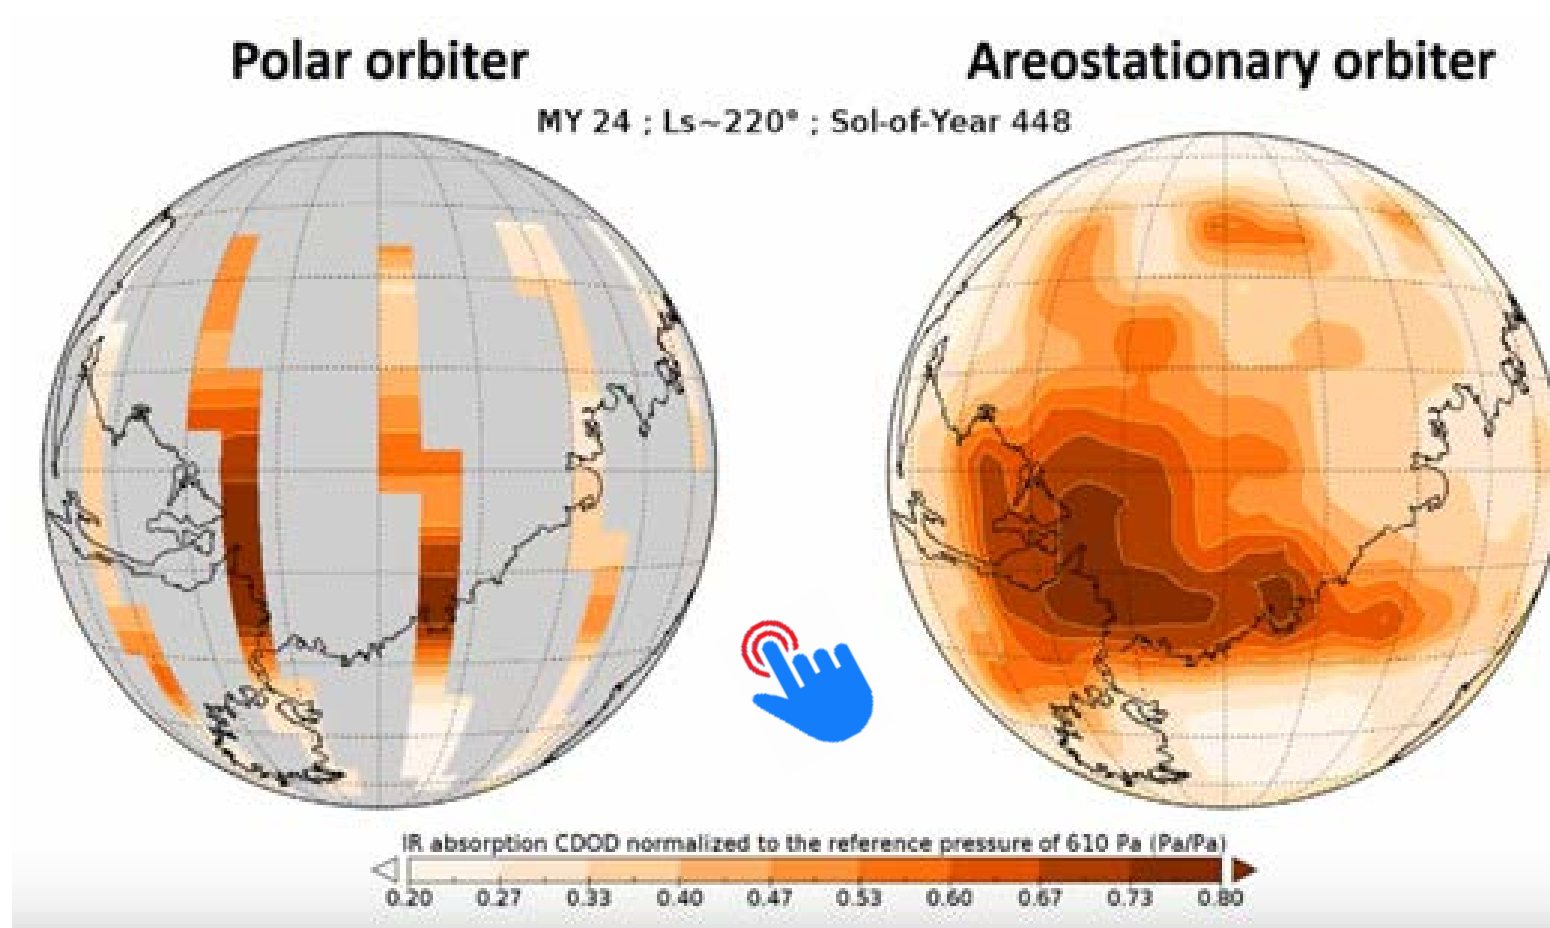 Polar orbiter
Areostationary orbiter
MY 24 ; Ls~220° ; Sol-of-Year 448
IR absorption CDOD normalized to the reference pressure of 610 Pa (Pa/Pa)
0.20 0.27 0.33 0.40 0.47 0.53 0.60 0.67 0.73 0.80